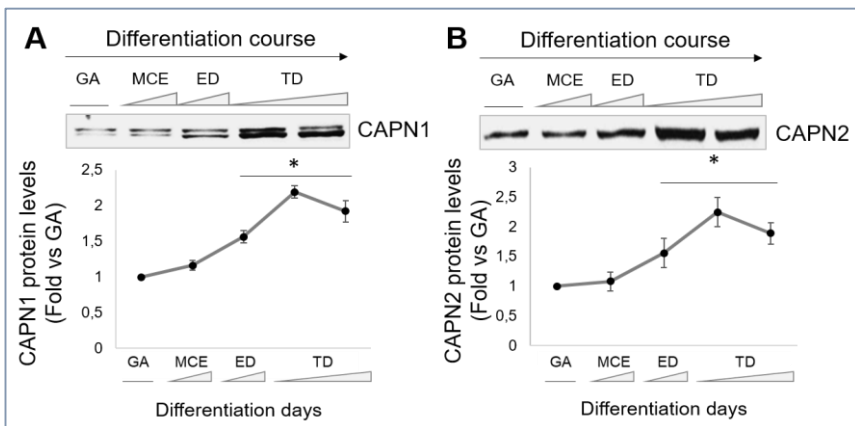 A
Differentiation course
GA MCE ED TD
CAPN1
*
2,5
2
1,5
1
0,5
0
CAPN1 protein levels
(Fold vs GA)
GA MCE ED TD
Differentiation days
B
Differentiation course
GA MCE ED TD
CAPN2
*
3
2,5
2
1,5
1
0,5
0
CAPN2 protein levels
(Fold vs GA)
GA MCE ED TD
Differentiation days